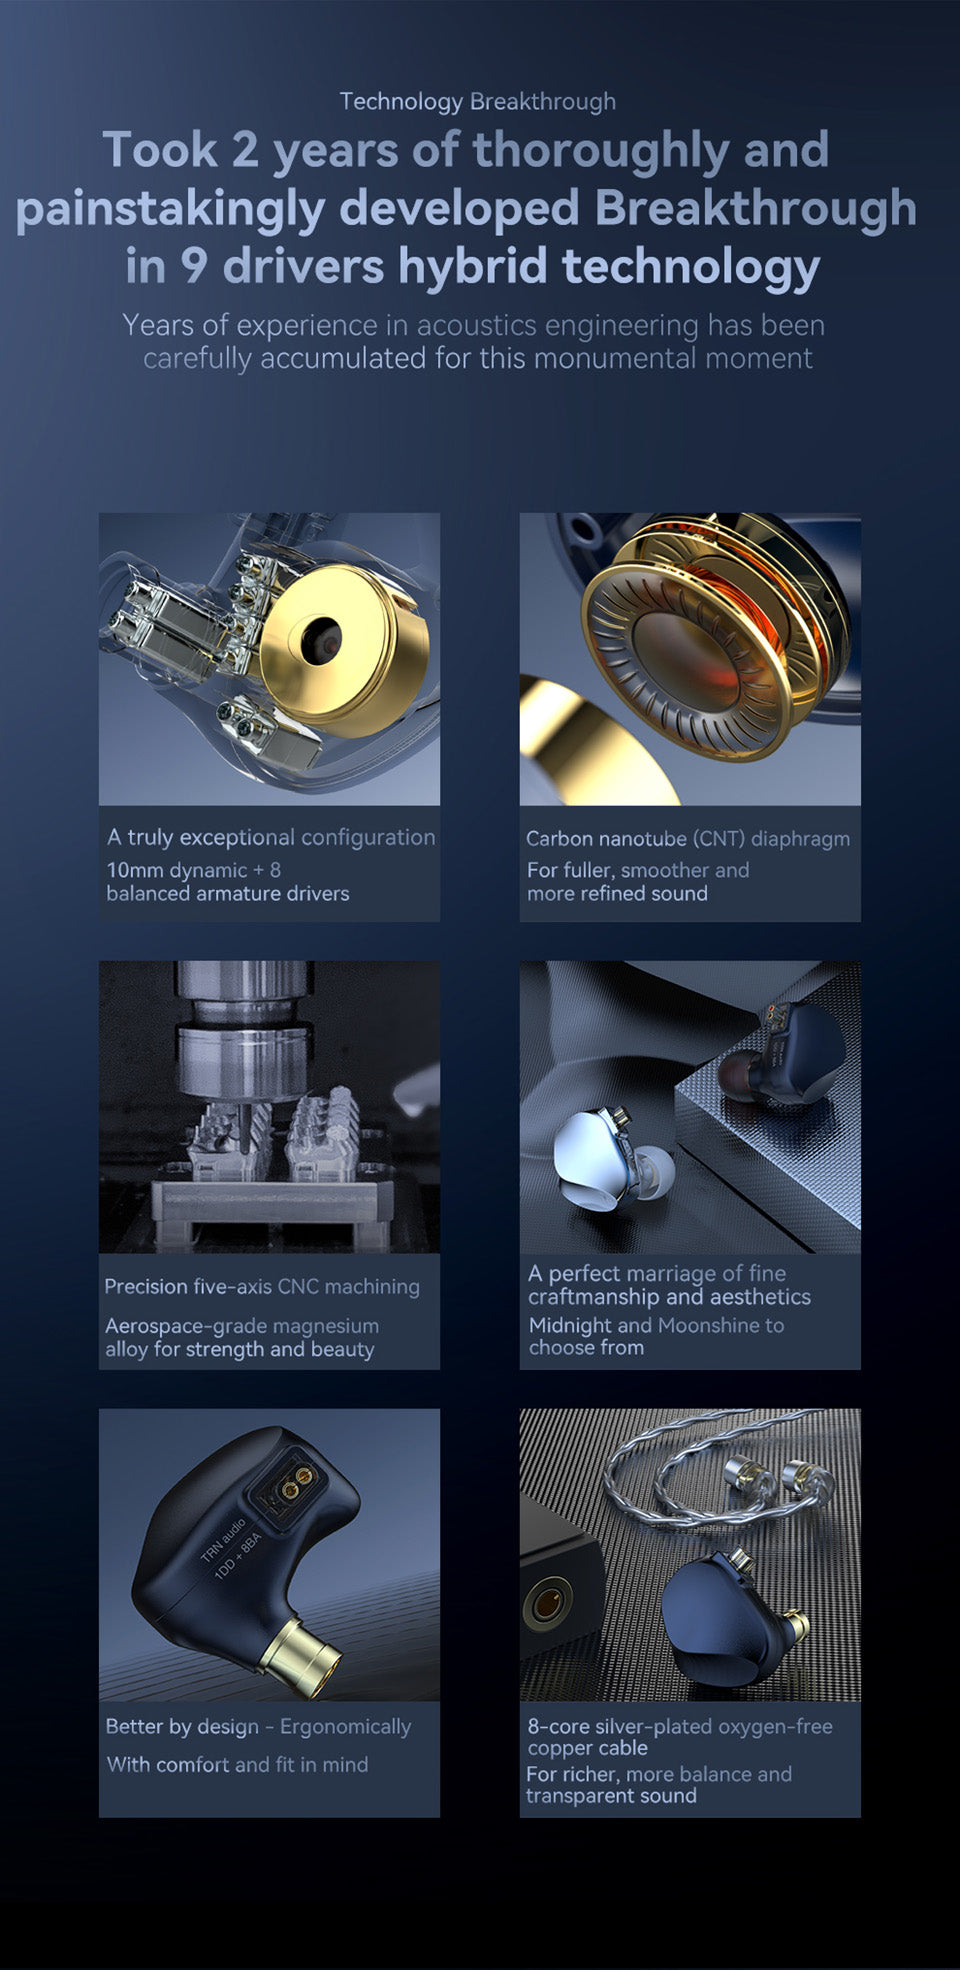 Technology Breakthrough
Took 2 years of thoroughly and
painstakingly developed Breakthrough
in 9 drivers hybrid technology
Years of experience in acoustics engineering has been
carefully accumulated for this monumental moment
A truly exceptional configuration
10mm dynamic + 8
balanced armature drivers
Carbon nanotube (CNT) diaphragm
For fuller, smoother and
more refined sound
Precision five-axis CNC machining
Aerospace-grade magnesium
alloy for strength and beauty
A perfect marriage of fine
craftmanship and aesthetics
Midnight and Moonshine to
choose from
TRN audio
1DD + 8BA
Better by design - Ergonomically
With comfort and fit in mind
8-core silver-plated oxygen-free
copper cable
For richer, more balance and
transparent sound